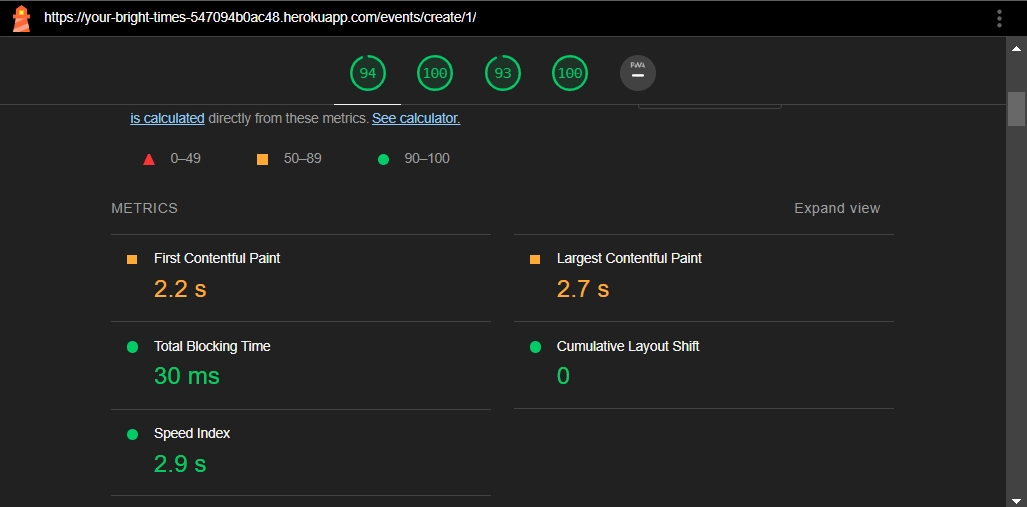 https://your-bright-times-547094b0ac48.herokuapp.com/events/create/1/
94 100 93 100 PWA
is calculated directly from these metrics. See calculator.
0–49 50–89 90–100
METRICS Expand view
First Contentful Paint Largest Contentful Paint
2.2 s 2.7 s
Total Blocking Time Cumulative Layout Shift
30 ms 0
Speed Index
2.9 s